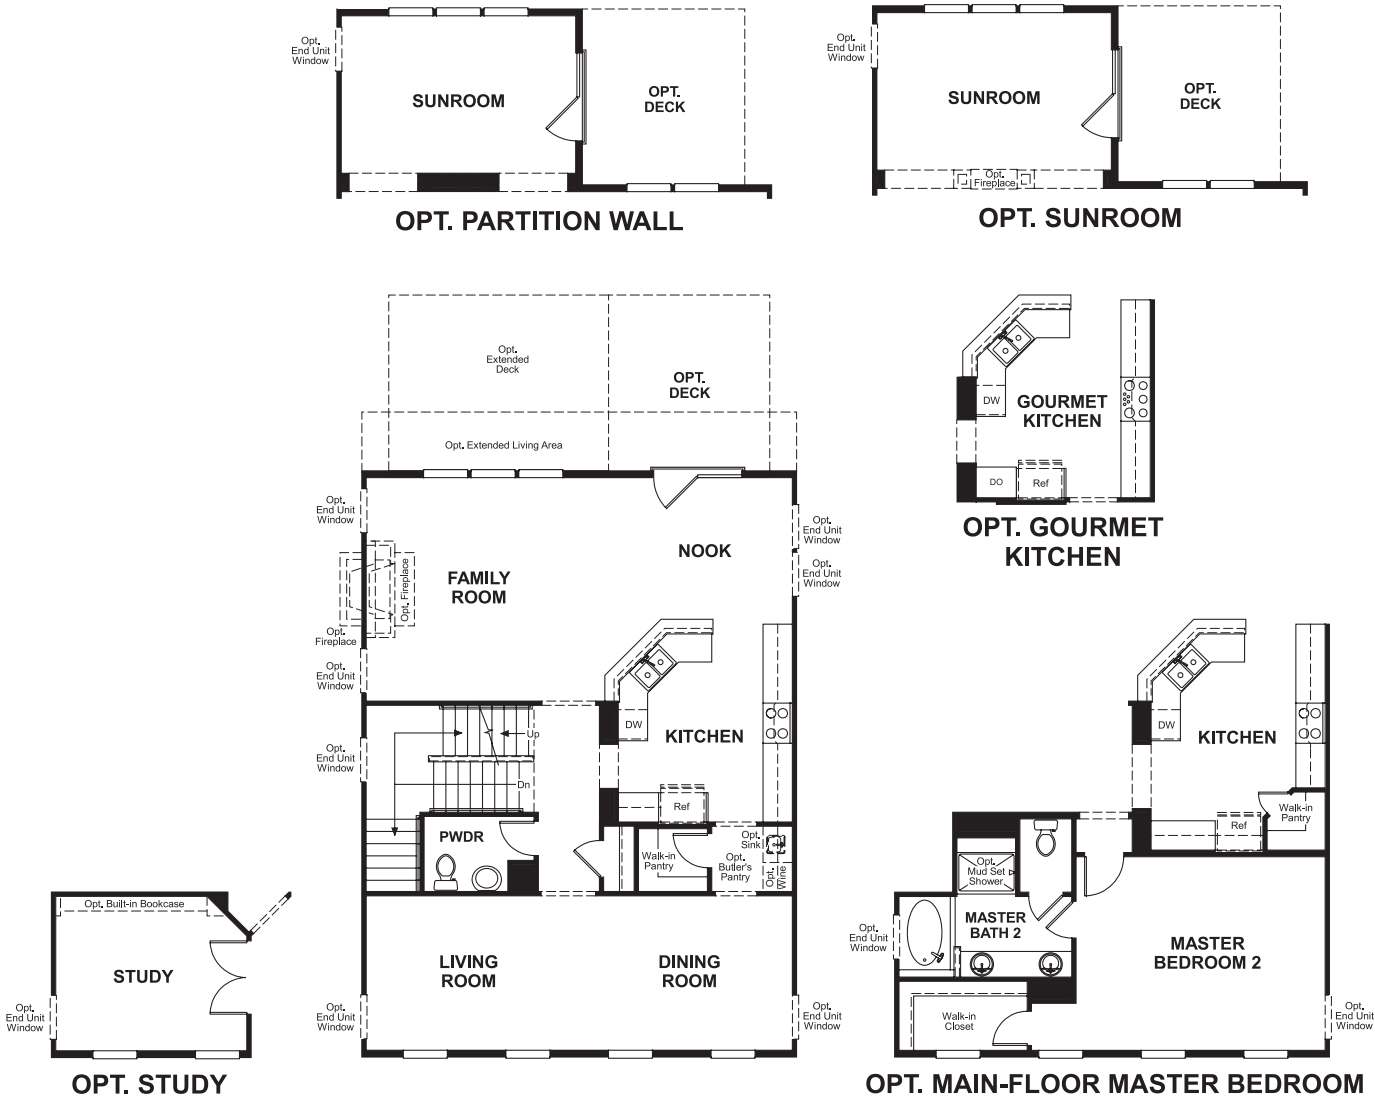 Opt.
End Unit
Window
SUNROOM
OPT.
DECK
OPT. PARTITION WALL
Opt.
End Unit
Window
SUNROOM
OPT.
DECK
Opt.
Fireplace
OPT. SUNROOM
Opt.
Extended
Deck
OPT.
DECK
Opt. Extended Living Area
Opt.
End Unit
Window
NOOK
Opt.
End Unit
Window
Opt.
End Unit
Window
FAMILY
ROOM
Opt. Fireplace
Opt.
Fireplace
Opt.
End Unit
Window
DW
KITCHEN
Up
Opt.
End Unit
Window
Dn
Ref
PWDR
Walk-in
Pantry
Opt.
Sink
Opt.
Butler's
Pantry
Opt.
Wine
LIVING
ROOM
DINING
ROOM
Opt.
End Unit
Window
Opt.
End Unit
Window
DW
GOURMET
KITCHEN
DO
Ref
OPT. GOURMET
KITCHEN
DW
KITCHEN
Walk-in
Pantry
Ref
Opt.
Mud Set
Shower
MASTER
BATH 2
Opt.
End Unit
Window
MASTER
BEDROOM 2
Walk-in
Closet
Opt.
End Unit
Window
OPT. MAIN-FLOOR MASTER BEDROOM
Opt. Built-in Bookcase
STUDY
Opt.
End Unit
Window
OPT. STUDY